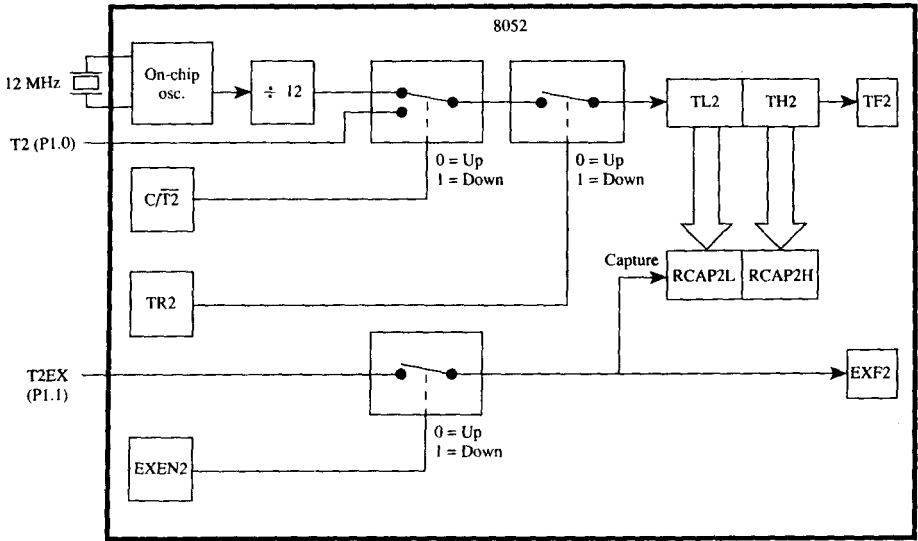 8052
12 MHz
On-chip
osc.
÷ 12
TL2
TH2
TF2
T2 (P1.0)
0 = Up
1 = Down
0 = Up
1 = Down
C/T2̅
Capture
RCAP2L
RCAP2H
TR2
T2EX
(P1.1)
EXF2
0 = Up
1 = Down
EXEN2